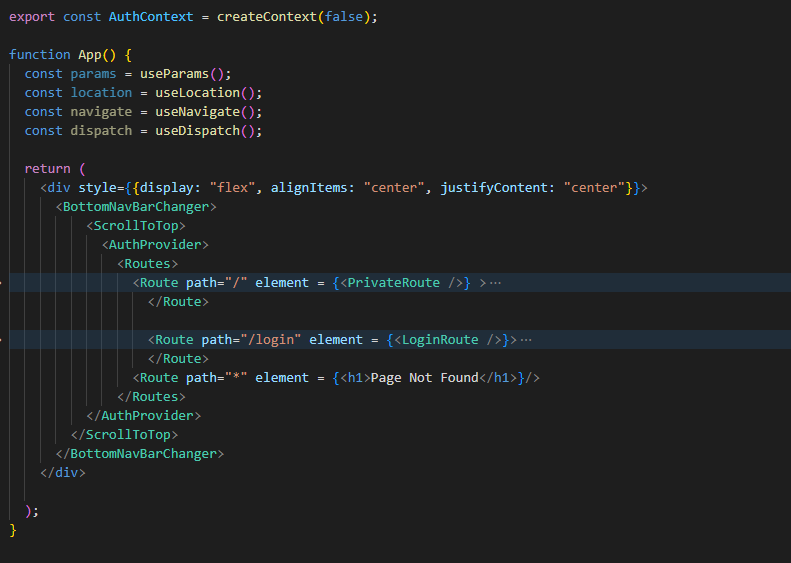 export const AuthContext = createContext(false);
function App() {
const params = useParams();
const location = useLocation();
const navigate = useNavigate();
const dispatch = useDispatch();
return (
<div style={{display: "flex", alignItems: "center", justifyContent: "center"}}>
<BottomNavBarChanger>
<ScrollToTop>
<AuthProvider>
<Routes>
<Route path="/" element = {<PrivateRoute />} >···
</Route>
<Route path="/login" element = {<LoginRoute />}>···
</Route>
<Route path="*" element = {<h1>Page Not Found</h1>}/>
</Routes>
</AuthProvider>
</ScrollToTop>
</BottomNavBarChanger>
</div>
);
}